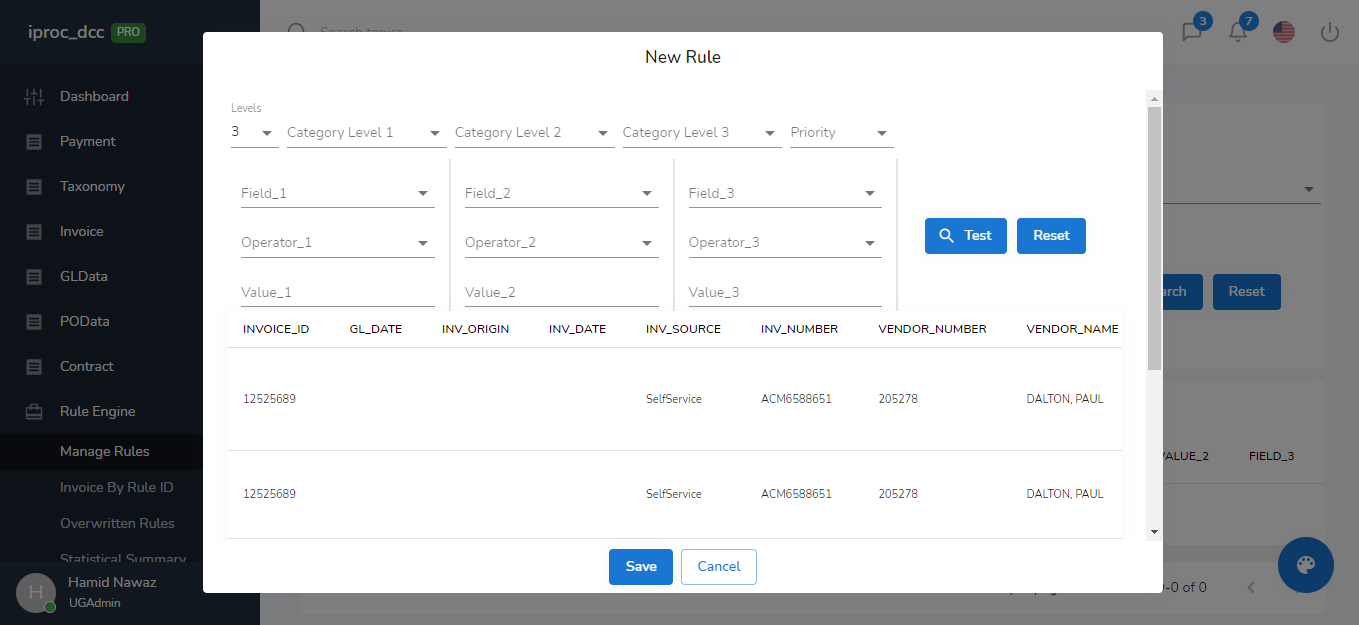 iproc_dcc PRO
Search topics
3
7
Dashboard
Payment
Taxonomy
Invoice
GLData
POData
Contract
Rule Engine
Manage Rules
Invoice By Rule ID
Overwritten Rules
Statistical Summary
H
Hamid Nawaz
UGAdmin
New Rule
Levels
3 Category Level 1 Category Level 2 Category Level 3 Priority
Field_1 Field_2 Field_3
Operator_1 Operator_2 Operator_3
Value_1 Value_2 Value_3
Test Reset
INVOICE_ID GL_DATE INV_ORIGIN INV_DATE INV_SOURCE INV_NUMBER VENDOR_NUMBER VENDOR_NAME
12525689 SelfService ACM6588651 205278 DALTON, PAUL
12525689 SelfService ACM6588651 205278 DALTON, PAUL
Save Cancel
arch Reset
VALUE_2 FIELD_3
0-0 of 0